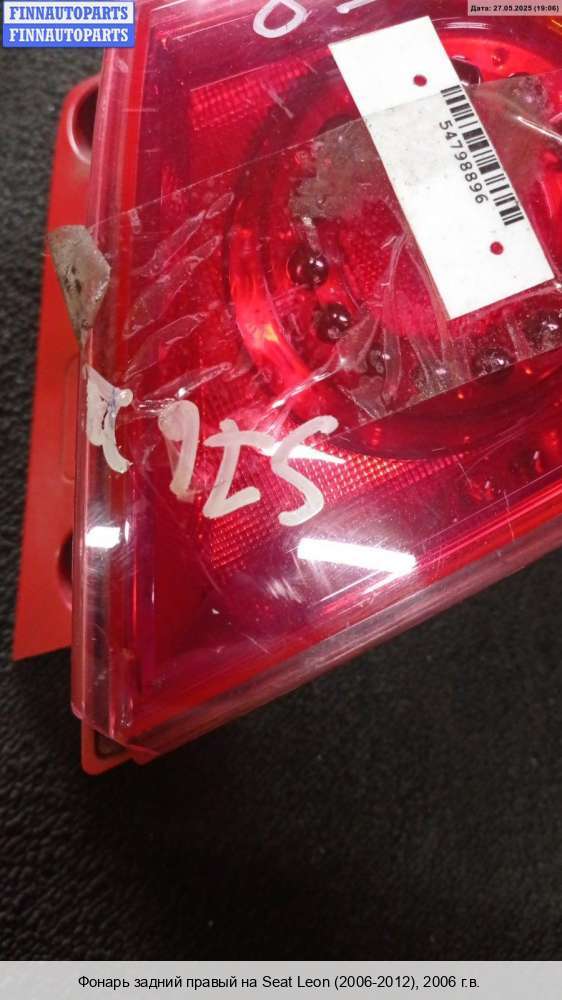 FINNAUTOPARTS
FINNAUTOPARTS
Дата: 27.05.2025 (19:06)
54798896
Фонарь задний правый на Seat Leon (2006-2012), 2006 г.в.